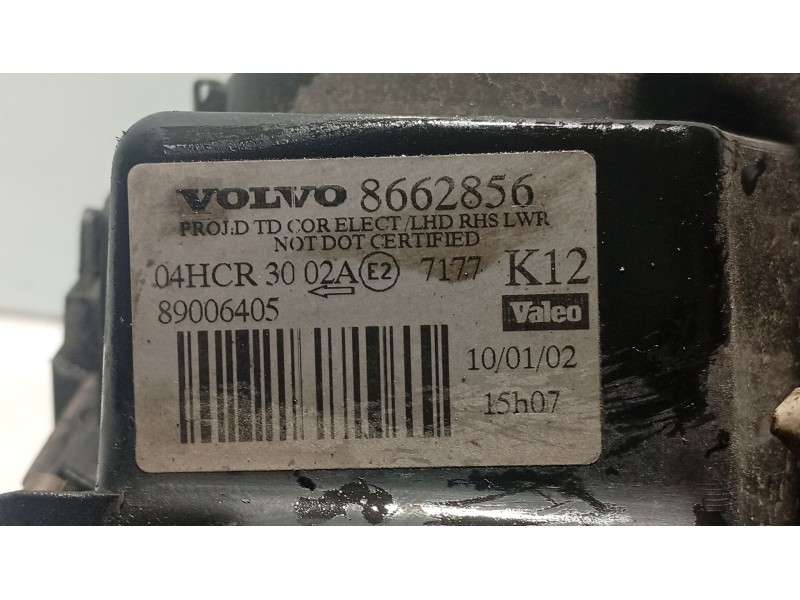 VOLVO 8662856
PROJ:D TD COR ELECT /LHD RHS LWR
NOT DOT CERTIFIED
04HCR 30 02A E2 7177 K12
89006405 Valeo
10/01/02
15h07